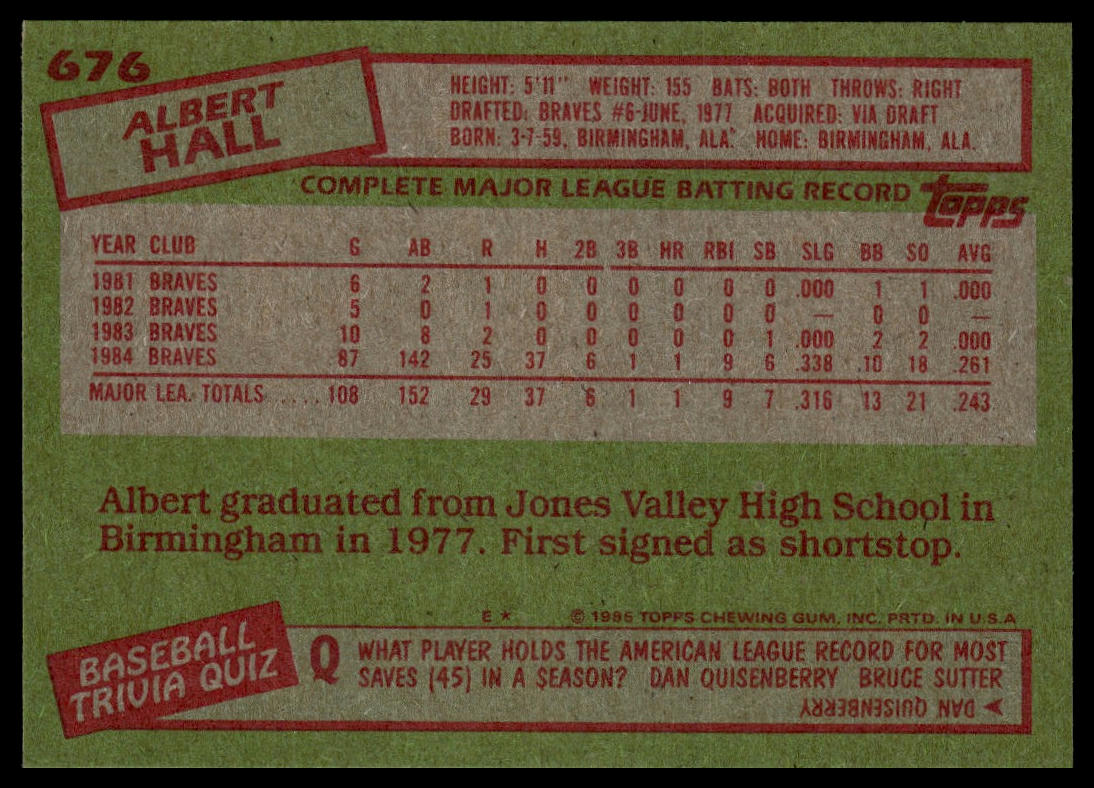 676
ALBERT
HALL
HEIGHT: 5'11" WEIGHT: 155 BATS: BOTH THROWS: RIGHT
DRAFTED: BRAVES #6-JUNE, 1977 ACQUIRED: VIA DRAFT
BORN: 3-7-59, BIRMINGHAM, ALA. HOME: BIRMINGHAM, ALA.
COMPLETE MAJOR LEAGUE BATTING RECORD topps
YEAR CLUB G AB R H 2B 3B HR RBI SB SLG BB SO AVG
1981 BRAVES 6 2 1 0 0 0 0 0 0 .000 1 1 .000
1982 BRAVES 5 0 1 0 0 0 0 0 0 — 0 0 —
1983 BRAVES 10 8 2 0 0 0 0 0 1 .000 2 2 .000
1984 BRAVES 87 142 25 37 6 1 1 9 6 .338 10 18 .261
MAJOR LEA. TOTALS ..... 108 152 29 37 6 1 1 9 7 .316 13 21 .243
Albert graduated from Jones Valley High School in
Birmingham in 1977. First signed as shortstop.
E * © 1985 TOPPS CHEWING GUM, INC. PRTD. IN U.S.A
BASEBALL
TRIVIA QUIZ
Q WHAT PLAYER HOLDS THE AMERICAN LEAGUE RECORD FOR MOST
SAVES (45) IN A SEASON? DAN QUISENBERRY BRUCE SUTTER
A DAN QUISENBERRY